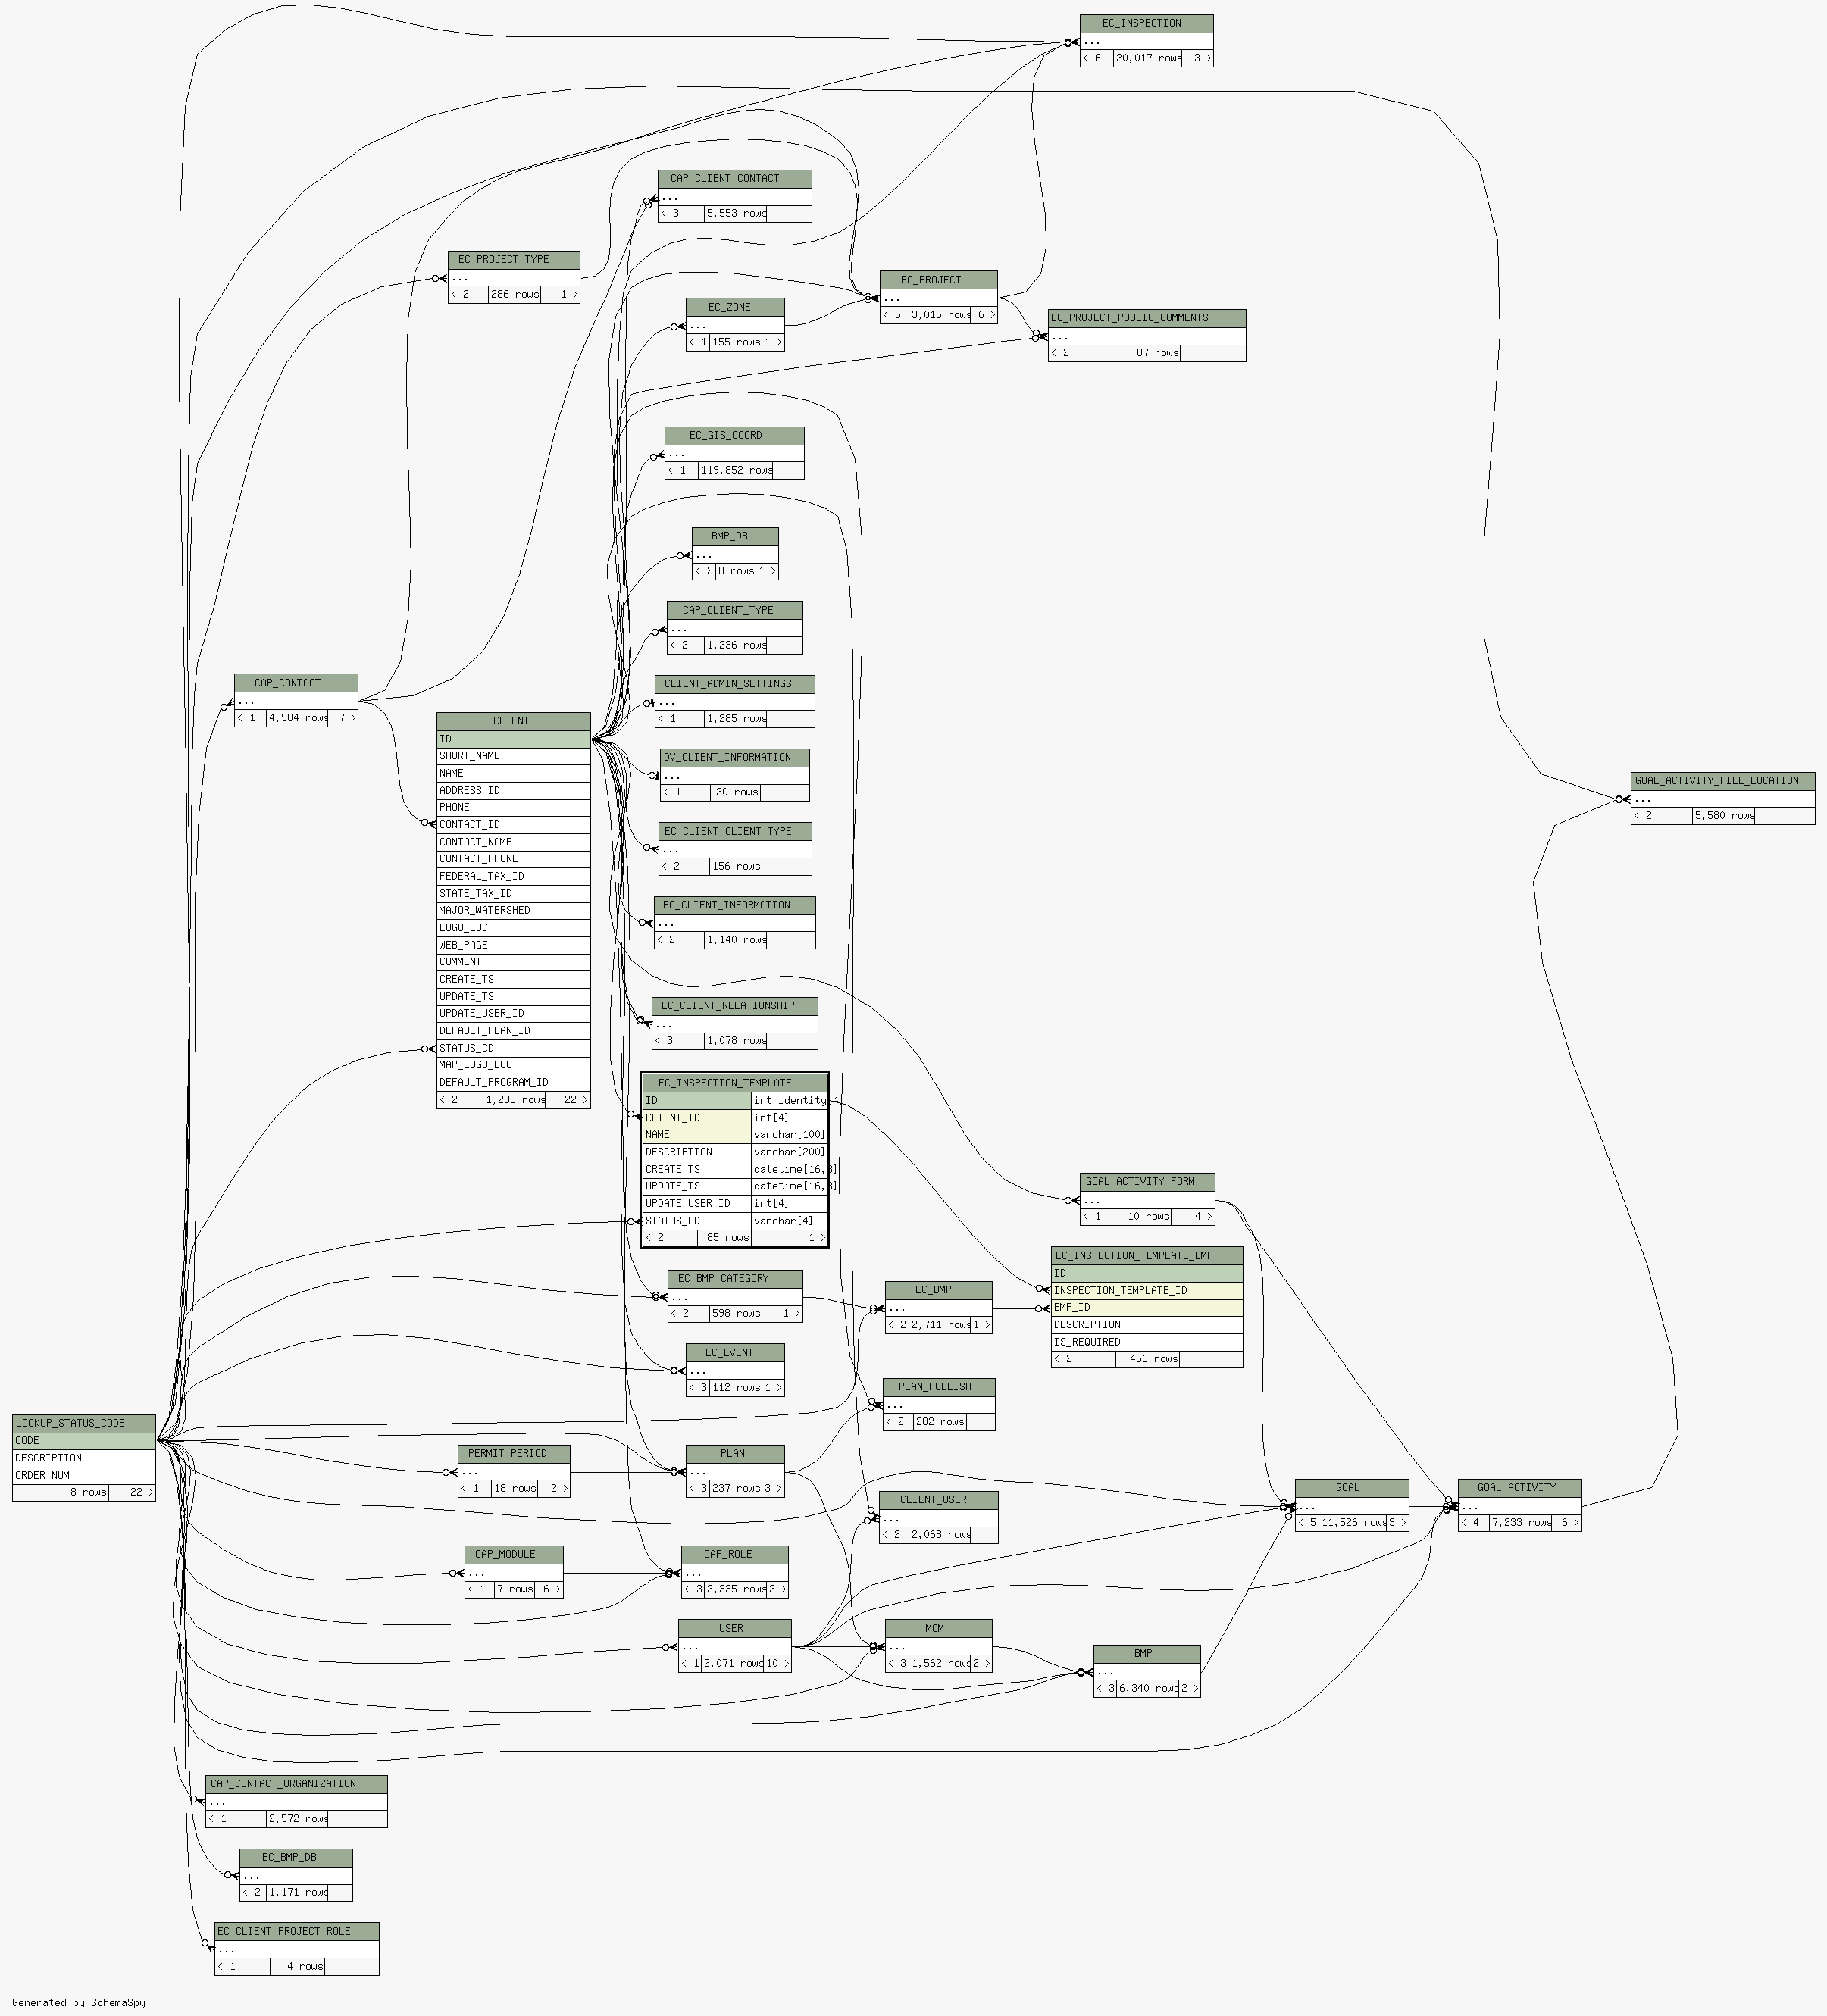 EC_INSPECTION
...
< 6 20,017 rows 3 >
CAP_CLIENT_CONTACT
...
< 3 5,553 rows
EC_PROJECT_TYPE
...
< 2 286 rows 1 >
EC_PROJECT
...
< 5 3,015 rows 6 >
EC_ZONE
...
< 1 155 rows 1 >
EC_PROJECT_PUBLIC_COMMENTS
...
< 2 87 rows
EC_GIS_COORD
...
< 1 119,852 rows
BMP_DB
...
< 2 8 rows 1 >
CAP_CLIENT_TYPE
...
< 2 1,236 rows
CAP_CONTACT
...
< 1 4,584 rows 7 >
CLIENT_ADMIN_SETTINGS
...
< 1 1,285 rows
CLIENT
ID
SHORT_NAME
NAME
ADDRESS_ID
PHONE
CONTACT_ID
CONTACT_NAME
CONTACT_PHONE
FEDERAL_TAX_ID
STATE_TAX_ID
MAJOR_WATERSHED
LOGO_LOC
WEB_PAGE
COMMENT
CREATE_TS
UPDATE_TS
UPDATE_USER_ID
DEFAULT_PLAN_ID
STATUS_CD
MAP_LOGO_LOC
DEFAULT_PROGRAM_ID
< 2 1,285 rows 22 >
DV_CLIENT_INFORMATION
...
< 1 20 rows
GOAL_ACTIVITY_FILE_LOCATION
...
< 2 5,580 rows
EC_CLIENT_CLIENT_TYPE
...
< 2 156 rows
EC_CLIENT_INFORMATION
...
< 2 1,140 rows
EC_CLIENT_RELATIONSHIP
...
< 3 1,078 rows
EC_INSPECTION_TEMPLATE
ID int identity[4]
CLIENT_ID int[4]
NAME varchar[100]
DESCRIPTION varchar[200]
CREATE_TS datetime[16,3]
UPDATE_TS datetime[16,3]
UPDATE_USER_ID int[4]
STATUS_CD varchar[4]
< 2 85 rows 1 >
GOAL_ACTIVITY_FORM
...
< 1 10 rows 4 >
EC_INSPECTION_TEMPLATE_BMP
ID
INSPECTION_TEMPLATE_ID
BMP_ID
DESCRIPTION
IS_REQUIRED
< 2 456 rows
EC_BMP_CATEGORY
...
< 2 598 rows 1 >
EC_BMP
...
< 2 2,711 rows 1 >
EC_EVENT
...
< 3 112 rows 1 >
PLAN_PUBLISH
...
< 2 282 rows
LOOKUP_STATUS_CODE
CODE
DESCRIPTION
ORDER_NUM
8 rows 22 >
PERMIT_PERIOD
...
< 1 18 rows 2 >
PLAN
...
< 3 237 rows 3 >
CLIENT_USER
...
< 2 2,068 rows
GOAL
...
< 5 11,526 rows 3 >
GOAL_ACTIVITY
...
< 4 7,233 rows 6 >
CAP_MODULE
...
< 1 7 rows 6 >
CAP_ROLE
...
< 3 2,335 rows 2 >
USER
...
< 1 2,071 rows 10 >
MCM
...
< 3 1,562 rows 2 >
BMP
...
< 3 6,340 rows 2 >
CAP_CONTACT_ORGANIZATION
...
< 1 2,572 rows
EC_BMP_DB
...
< 2 1,171 rows
EC_CLIENT_PROJECT_ROLE
...
< 1 4 rows
Generated by SchemaSpy